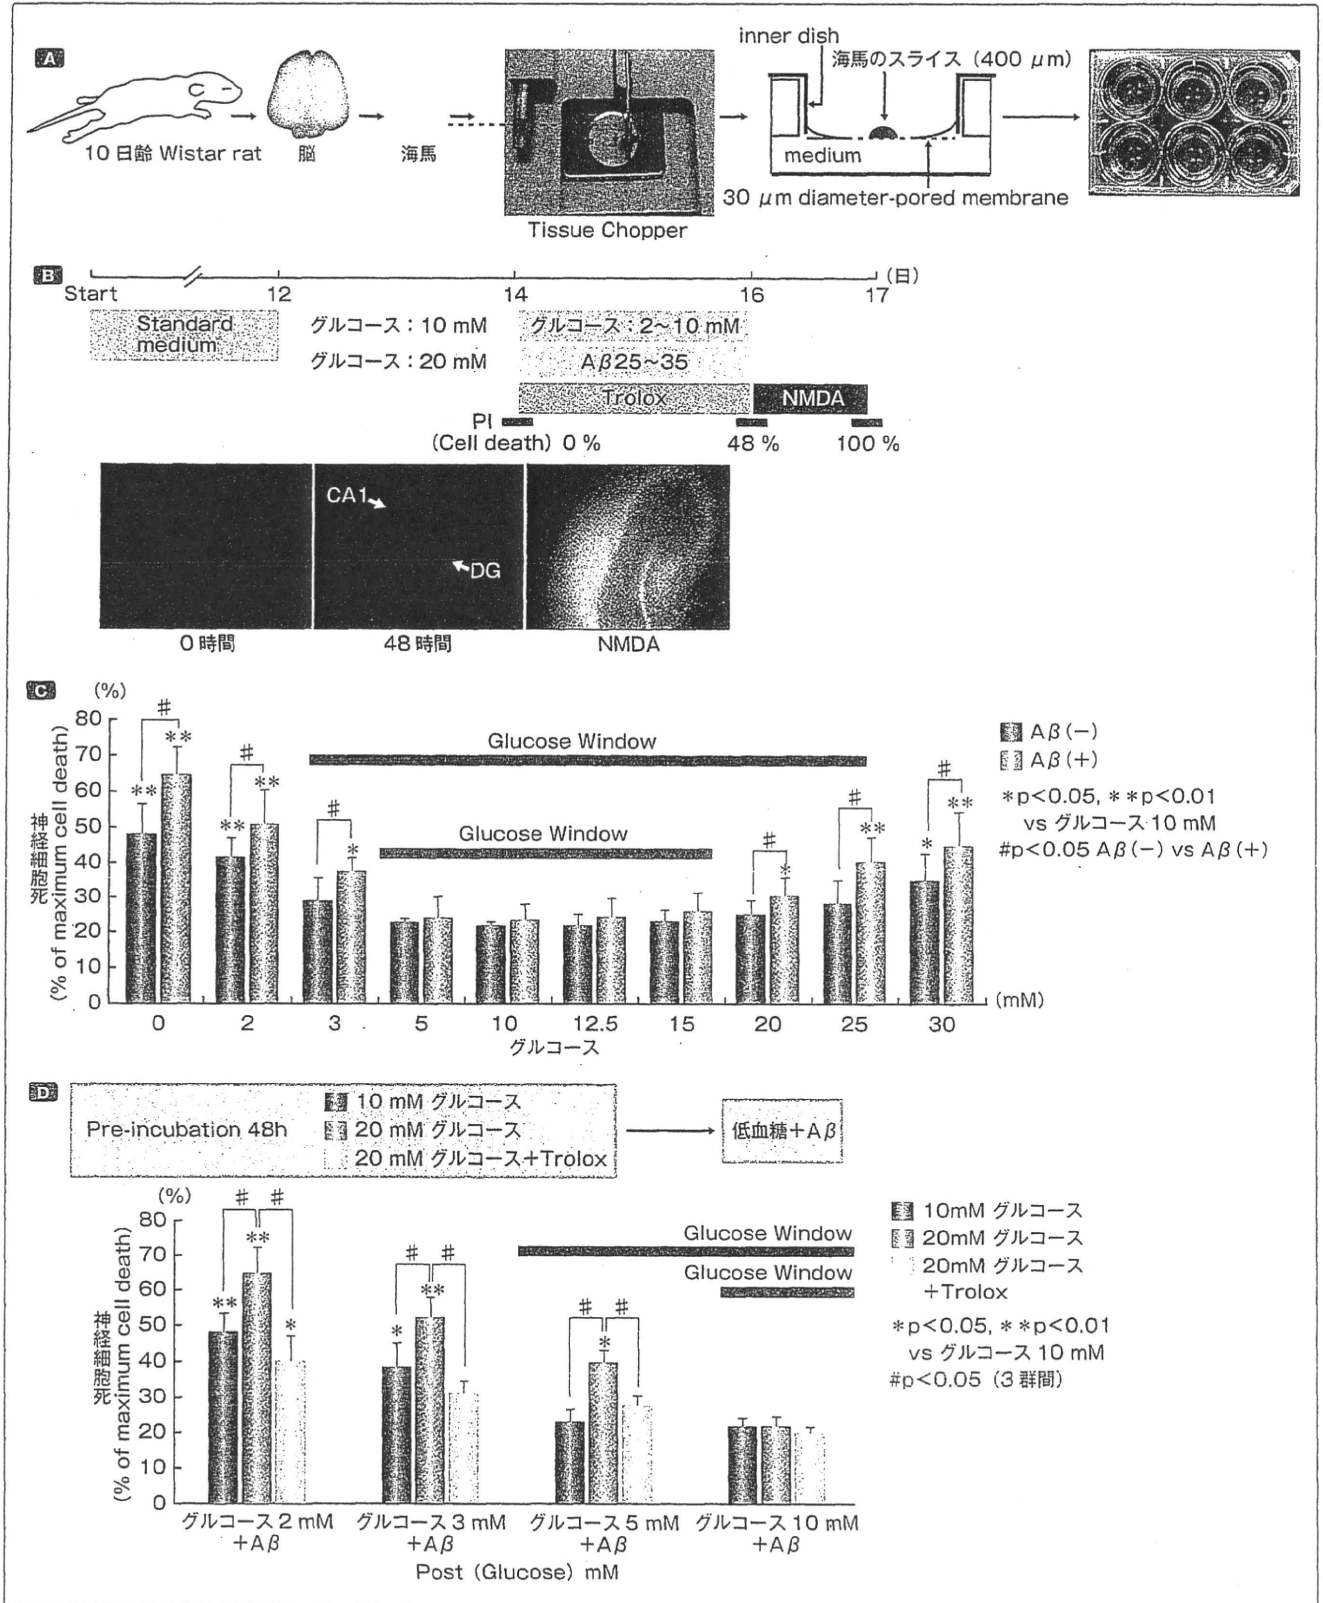 A
10日齢 Wistar rat
脳
海馬
Tissue Chopper
inner dish
海馬のスライス（400 μm）
medium
30 μm diameter-pored membrane
B
Start
12
14
16
17
（日）
Standard
medium
グルコース：10 mM
グルコース：20 mM
グルコース：2〜10 mM
Aβ25〜35
Trolox
NMDA
PI
(Cell death) 0 %
48 %
100 %
CA1
DG
0時間
48時間
NMDA
C
(%)
神経細胞死
(% of maximum cell death)
80
70
60
50
40
30
20
10
0
# # # # # #
** ** ** ** * * ** * **
Glucose Window
Glucose Window
0 2 3 5 10 12.5 15 20 25 30
(mM)
グルコース
Aβ(−)
Aβ(+)
*p<0.05, **p<0.01
vs グルコース 10 mM
#p<0.05 Aβ(−) vs Aβ(+)
D
Pre-incubation 48h
10 mM グルコース
20 mM グルコース
20 mM グルコース+Trolox
低血糖+Aβ
(%)
神経細胞死
(% of maximum cell death)
80
70
60
50
40
30
20
10
0
# # # # # #
** ** * * ** *
Glucose Window
Glucose Window
グルコース 2 mM
+Aβ
グルコース 3 mM
+Aβ
グルコース 5 mM
+Aβ
グルコース 10 mM
+Aβ
Post (Glucose) mM
10mM グルコース
20mM グルコース
20mM グルコース
+Trolox
*p<0.05, **p<0.01
vs グルコース 10 mM
#p<0.05（3群間）